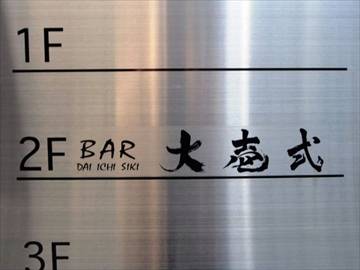 1F
2F BAR 大壱式
DAI ICHI SIKI
3F